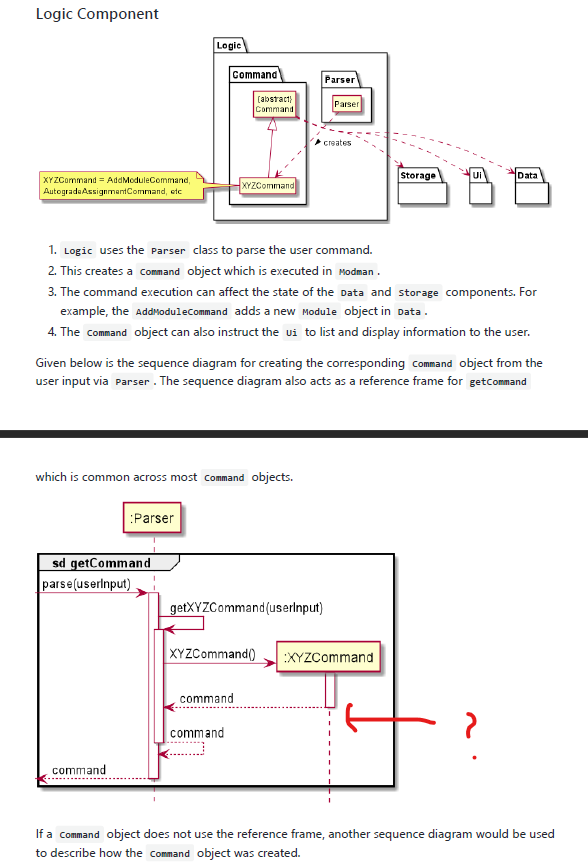 Logic Component
Logic
Command
Parser
{abstract}
Command
Parser
creates
Storage
Ui
Data
XYZCommand = AddModuleCommand,
AutogradeAssignmentCommand, etc
XYZCommand
1. Logic uses the Parser class to parse the user command.
2. This creates a Command object which is executed in Modman .
3. The command execution can affect the state of the Data and Storage components. For
example, the AddModuleCommand adds a new Module object in Data .
4. The Command object can also instruct the Ui to list and display information to the user.
Given below is the sequence diagram for creating the corresponding Command object from the
user input via Parser . The sequence diagram also acts as a reference frame for getCommand
which is common across most Command objects.
:Parser
sd getCommand
parse(userInput)
getXYZCommand(userInput)
XYZCommand()
:XYZCommand
command
?
command
command
If a Command object does not use the reference frame, another sequence diagram would be used
to describe how the Command object was created.